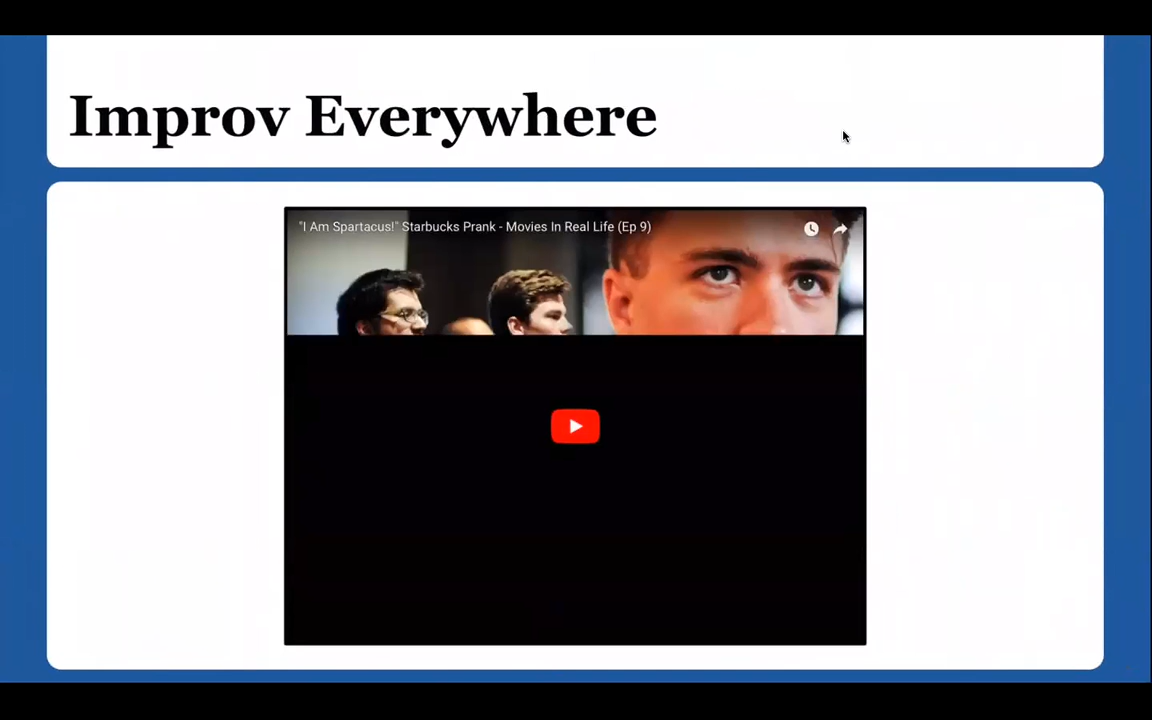 Improv Everywhere
"I Am Spartacus!" Starbucks Prank - Movies In Real Life (Ep 9)